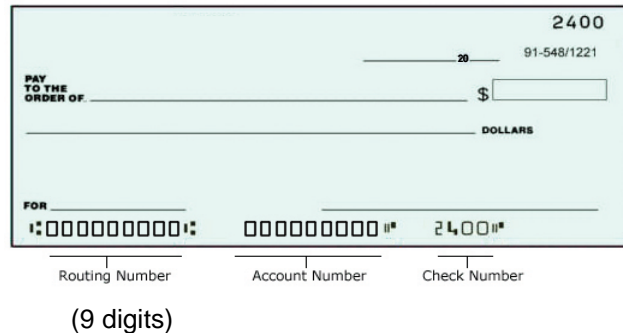 2400
20 91-548/1221
PAY
TO THE
ORDER OF $
DOLLARS
FOR
⑆000000000⑆ 000000000⑈ 2400⑈
Routing Number Account Number Check Number
(9 digits)